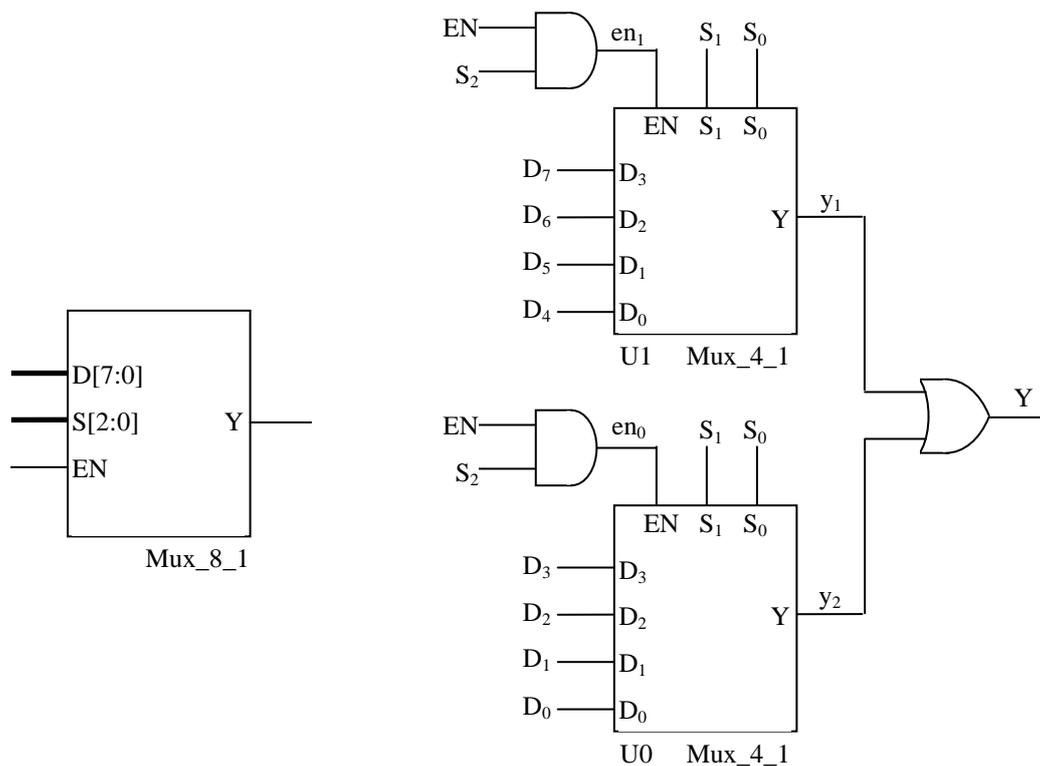 EN
S₂
en₁
S₁ S₀
EN S₁ S₀
D₇ D₃
D₆ D₂
Y
y₁
D₅ D₁
D₄ D₀
U1 Mux_4_1
D[7:0]
S[2:0]
Y
EN
Mux_8_1
EN
S₂
en₀
S₁ S₀
EN S₁ S₀
D₃ D₃
D₂ D₂
Y
y₂
D₁ D₁
D₀ D₀
U0 Mux_4_1
Y